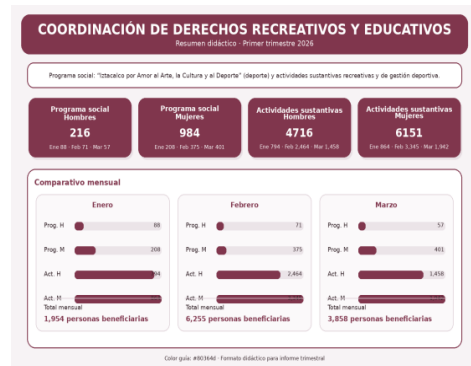 COORDINACIÓN DE DERECHOS RECREATIVOS Y EDUCATIVOS
Resumen didáctico · Primer trimestre 2026
Programa social: "Iztacalco por Amor al Arte, la Cultura y al Deporte" (deporte) y actividades sustantivas recreativas y de gestión deportiva.
Programa social
Hombres
216
Ene 88 · Feb 71 · Mar 57
Programa social
Mujeres
984
Ene 208 · Feb 375 · Mar 401
Actividades sustantivas
Hombres
4716
Ene 794 · Feb 2,464 · Mar 1,458
Actividades sustantivas
Mujeres
6151
Ene 864 · Feb 3,345 · Mar 1,942
Comparativo mensual
Enero
Prog. H 88
Prog. M 208
Act. H
Act. M
Total mensual
1,954 personas beneficiarias
Febrero
Prog. H 71
Prog. M 375
Act. H 2,464
Act. M
Total mensual
6,255 personas beneficiarias
Marzo
Prog. H 57
Prog. M 401
Act. H 1,458
Act. M
Total mensual
3,858 personas beneficiarias
Color guía: #80364d · Formato didáctico para informe trimestral